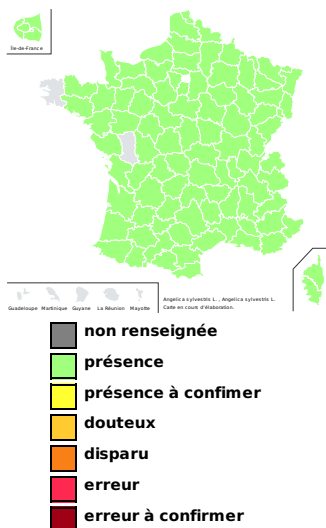 Île-de-France
Guadeloupe Martinique Guyane La Réunion Mayotte
Angelica sylvestris L. , Angelica sylvestris L.
Carte en cours d'élaboration.
non renseignée
présence
présence à confimer
douteux
disparu
erreur
erreur à confirmer